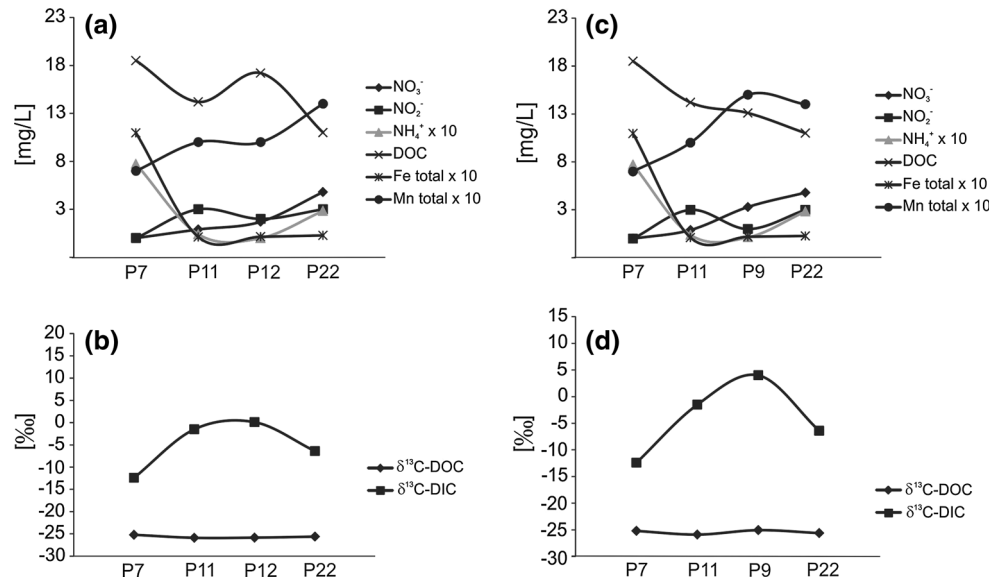 (a)
[mg/L]
23
18
13
8
3
P7 P11 P12 P22
NO₃⁻
NO₂⁻
NH₄⁺ x 10
DOC
Fe total x 10
Mn total x 10
(c)
[mg/L]
23
18
13
8
3
P7 P11 P9 P22
NO₃⁻
NO₂⁻
NH₄⁺ x 10
DOC
Fe total x 10
Mn total x 10
(b)
[‰]
20
15
10
5
0
-5
-10
-15
-20
-25
-30
P7 P11 P12 P22
δ¹³C-DOC
δ¹³C-DIC
(d)
[‰]
15
10
5
0
-5
-10
-15
-20
-25
-30
P7 P11 P9 P22
δ¹³C-DOC
δ¹³C-DIC